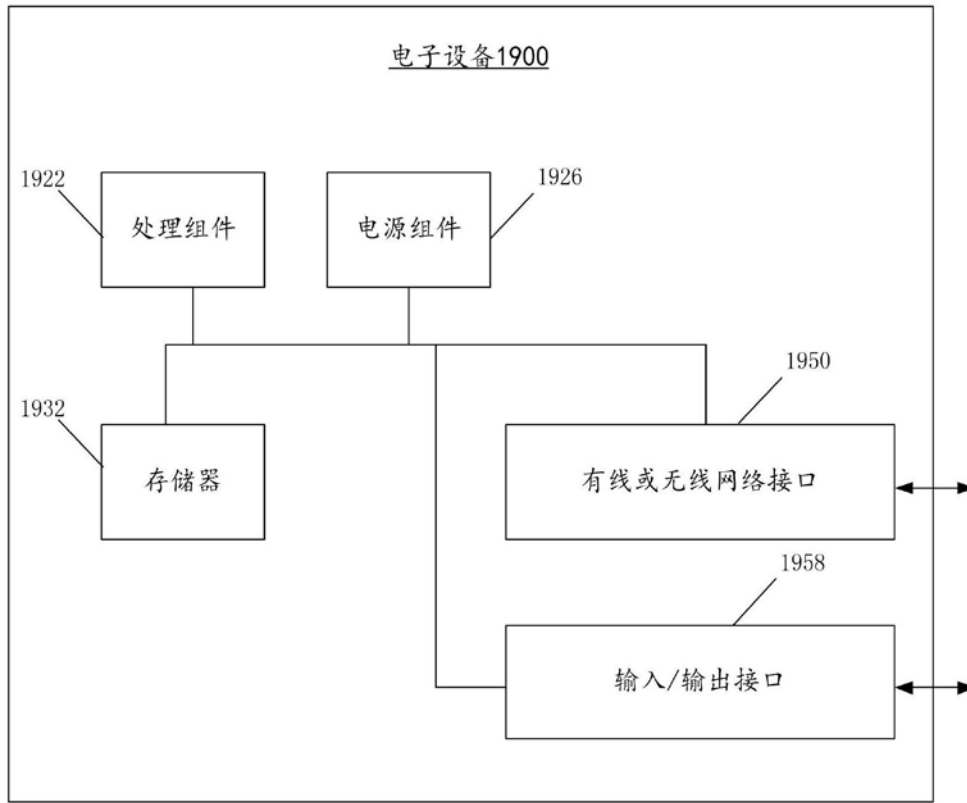 电子设备1900
1922
处理组件
1926
电源组件
1932
存储器
1950
有线或无线网络接口
1958
输入/输出接口